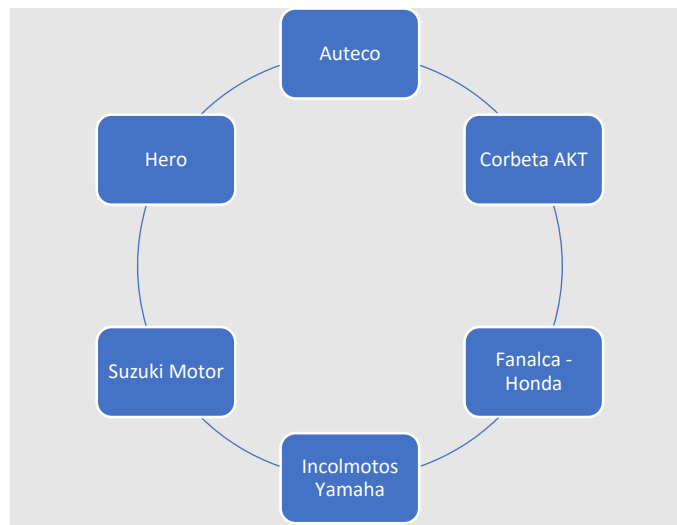 Auteco
Corbeta AKT
Fanalca -
Honda
Incolmotos
Yamaha
Suzuki Motor
Hero